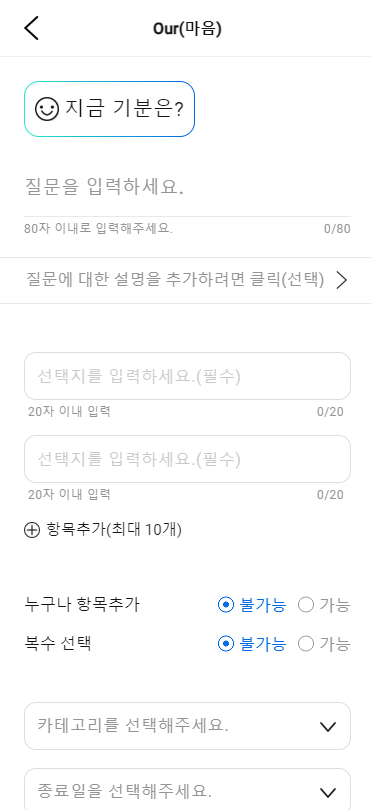 Our(마음)
지금 기분은?
질문을 입력하세요.
80자 이내로 입력해주세요. 0/80
질문에 대한 설명을 추가하려면 클릭(선택)
선택지를 입력하세요.(필수)
20자 이내 입력 0/20
선택지를 입력하세요.(필수)
20자 이내 입력 0/20
항목추가(최대 10개)
누구나 항목추가 불가능 가능
복수 선택 불가능 가능
카테고리를 선택해주세요.
종료일을 선택해주세요.